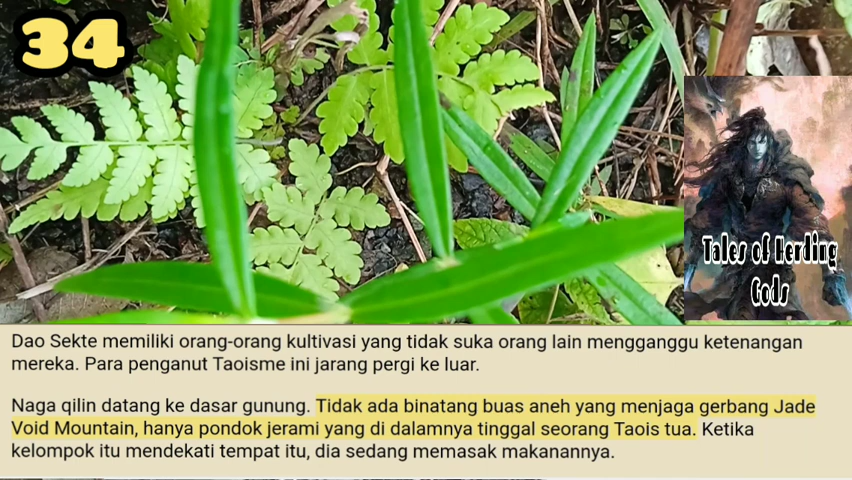 34
Tales of Herding
Gods
Dao Sekte memiliki orang-orang kultivasi yang tidak suka orang lain mengganggu ketenangan
mereka. Para penganut Taoisme ini jarang pergi ke luar.
Naga qilin datang ke dasar gunung. Tidak ada binatang buas aneh yang menjaga gerbang Jade
Void Mountain, hanya pondok jerami yang di dalamnya tinggal seorang Taois tua. Ketika
kelompok itu mendekati tempat itu, dia sedang memasak makanannya.